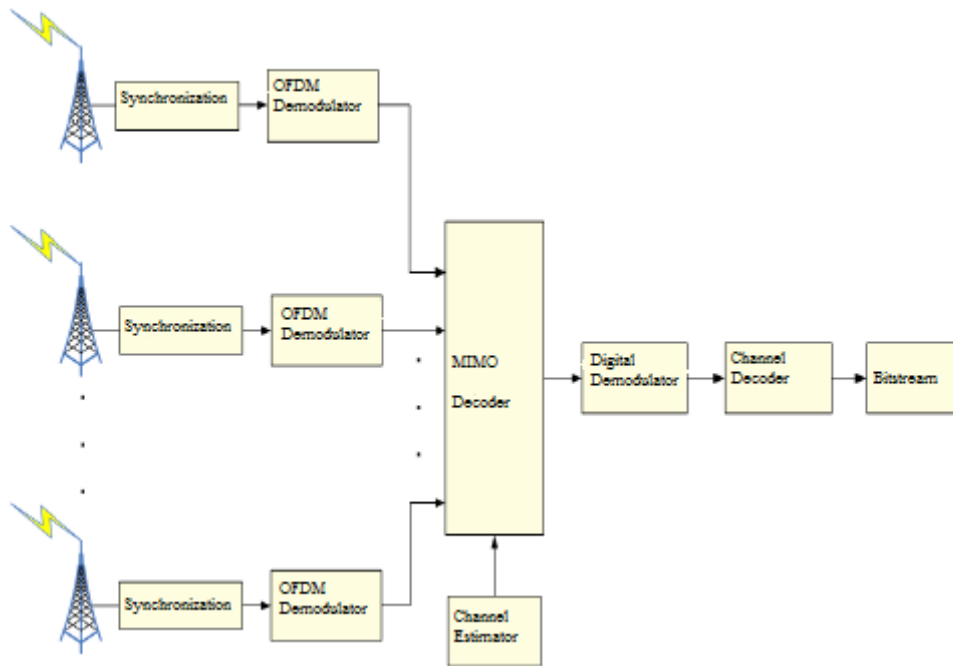 Synchronization
OFDM
Demodulator
Synchronization
OFDM
Demodulator
MIMO
Decoder
Digital
Demodulator
Channel
Decoder
Bitstream
Synchronization
OFDM
Demodulator
Channel
Estimator